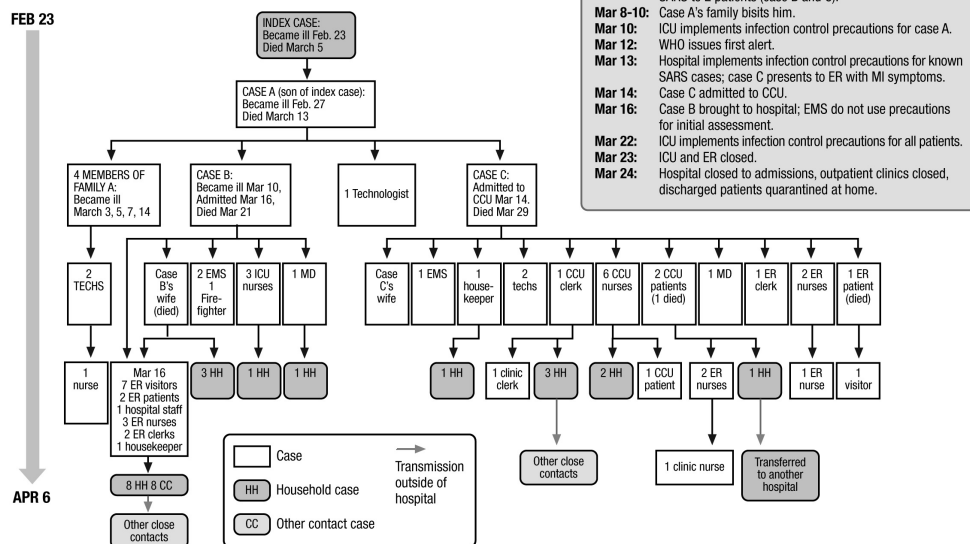 FEB 23
INDEX CASE:
Became ill Feb. 23
Died March 5
CASE A (son of index case):
Became ill Feb. 27
Died March 13
SARS to 2 patients (case B and C).
Mar 8-10: Case A's family bisits him.
Mar 10: ICU implements infection control precautions for case A.
Mar 12: WHO issues first alert.
Mar 13: Hospital implements infection control precautions for known
SARS cases; case C presents to ER with MI symptoms.
Mar 14: Case C admitted to CCU.
Mar 16: Case B brought to hospital; EMS do not use precautions
for initial assessment.
Mar 22: ICU implements infection control precautions for all patients.
Mar 23: ICU and ER closed.
Mar 24: Hospital closed to admissions, outpatient clinics closed,
discharged patients quarantined at home.
4 MEMBERS OF
FAMILY A:
Became ill
March 3, 5, 7, 14
CASE B:
Became ill Mar 10,
Admitted Mar 16,
Died Mar 21
1 Technologist
CASE C:
Admitted to
CCU Mar 14.
Died Mar 29
2
TECHS
Case
B's
wife
(died)
2 EMS
1
Fire-
fighter
3 ICU
nurses
1 MD
Case
C's
wife
1 EMS
1
house-
keeper
2
techs
1 CCU
clerk
6 CCU
nurses
2 CCU
patients
(1 died)
1 MD
1 ER
clerk
2 ER
nurses
1 ER
patient
(died)
1
nurse
Mar 16
7 ER visitors
2 ER patients
1 hospital staff
3 ER nurses
2 ER clerks
1 housekeeper
3 HH
1 HH
1 HH
1 HH
1 clinic
clerk
3 HH
2 HH
1 CCU
patient
2 ER
nurses
1 HH
1 ER
nurse
1
visitor
8 HH 8 CC
Other close
contacts
Other close
contacts
1 clinic nurse
Transferred
to another
hospital
Case
HH Household case
CC Other contact case
Transmission
outside of
hospital
APR 6